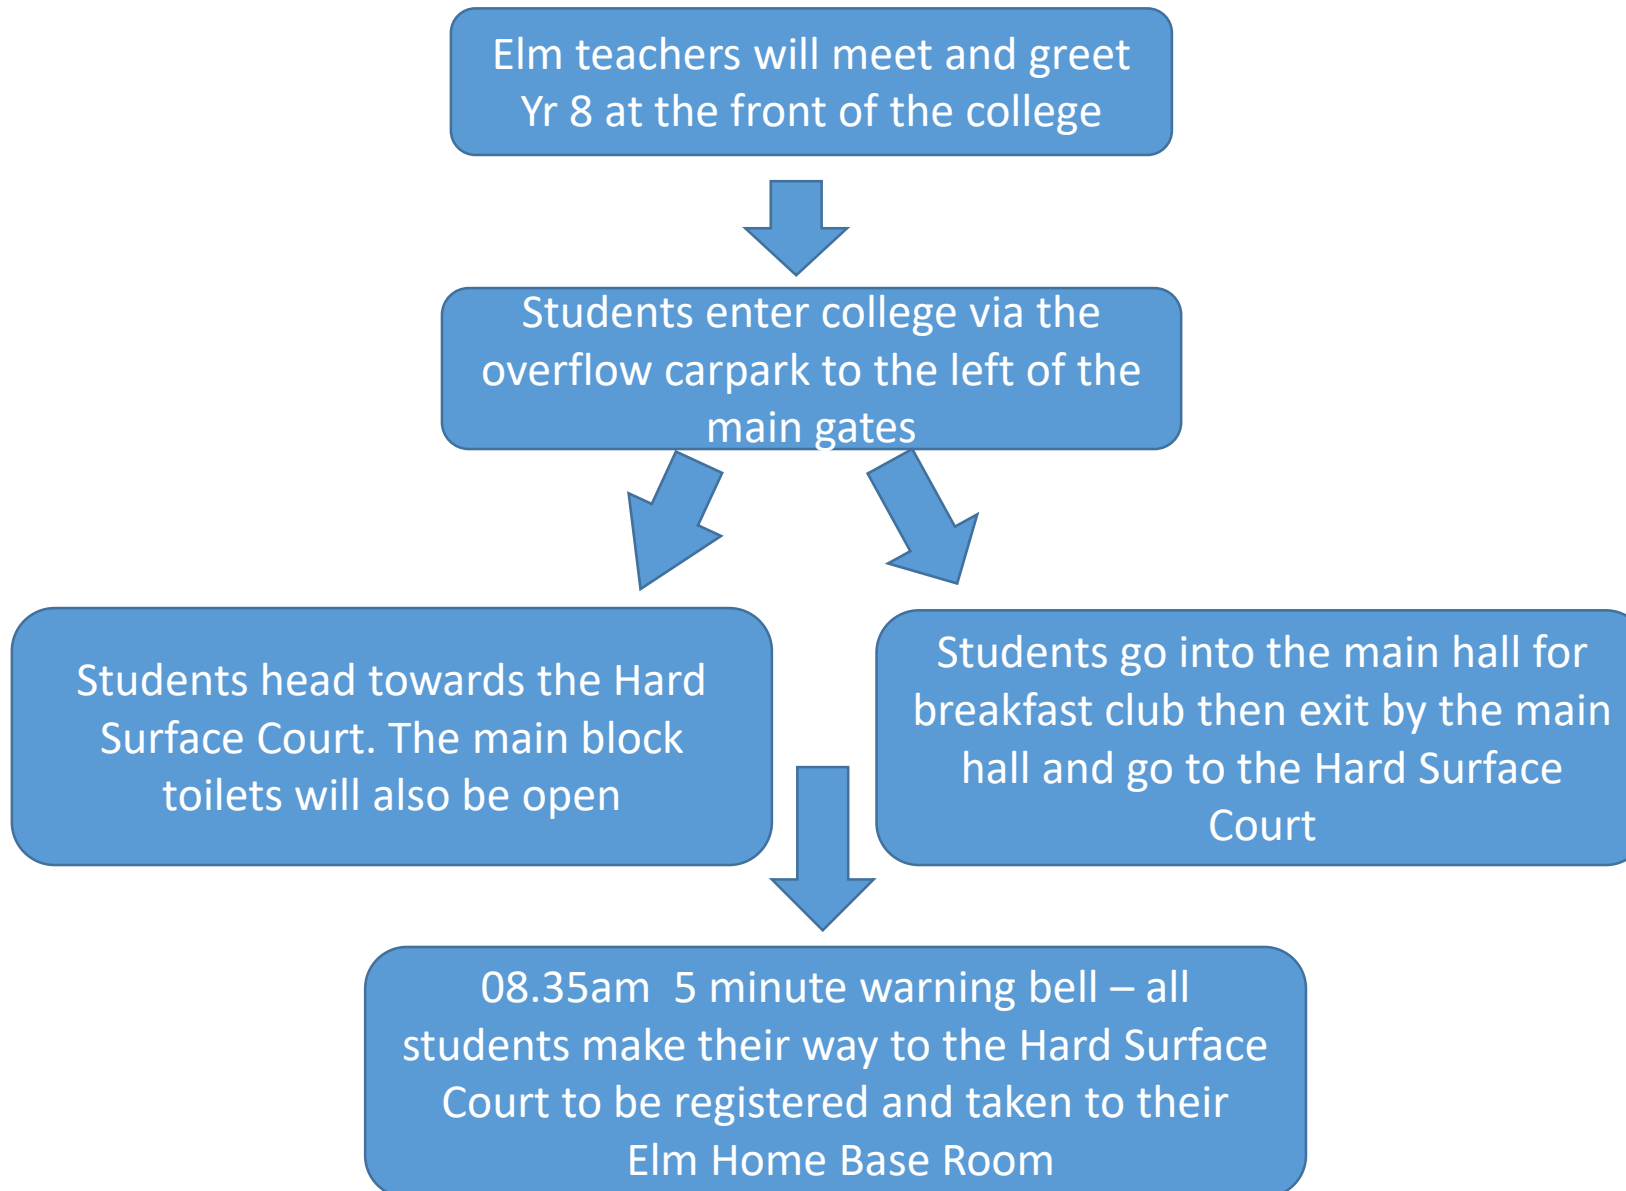 Elm teachers will meet and greet
Yr 8 at the front of the college
Students enter college via the
overflow carpark to the left of the
main gates
Students head towards the Hard
Surface Court. The main block
toilets will also be open
Students go into the main hall for
breakfast club then exit by the main
hall and go to the Hard Surface
Court
08.35am  5 minute warning bell – all
students make their way to the Hard Surface
Court to be registered and taken to their
Elm Home Base Room